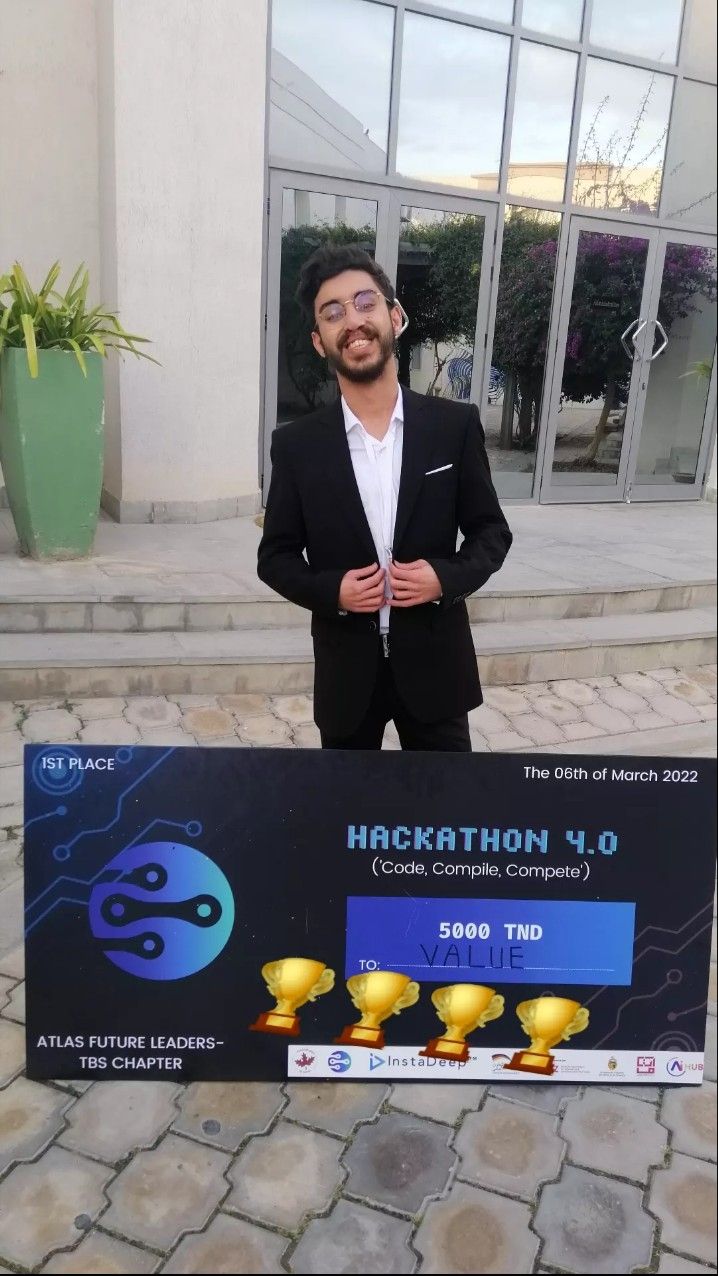 1ST PLACE
The 06th of March 2022
HACKATHON 4.0
('Code, Compile, Compete')
5000 TND
TO: VALUE
ATLAS FUTURE LEADERS-
TBS CHAPTER
InstaDeep
HUB